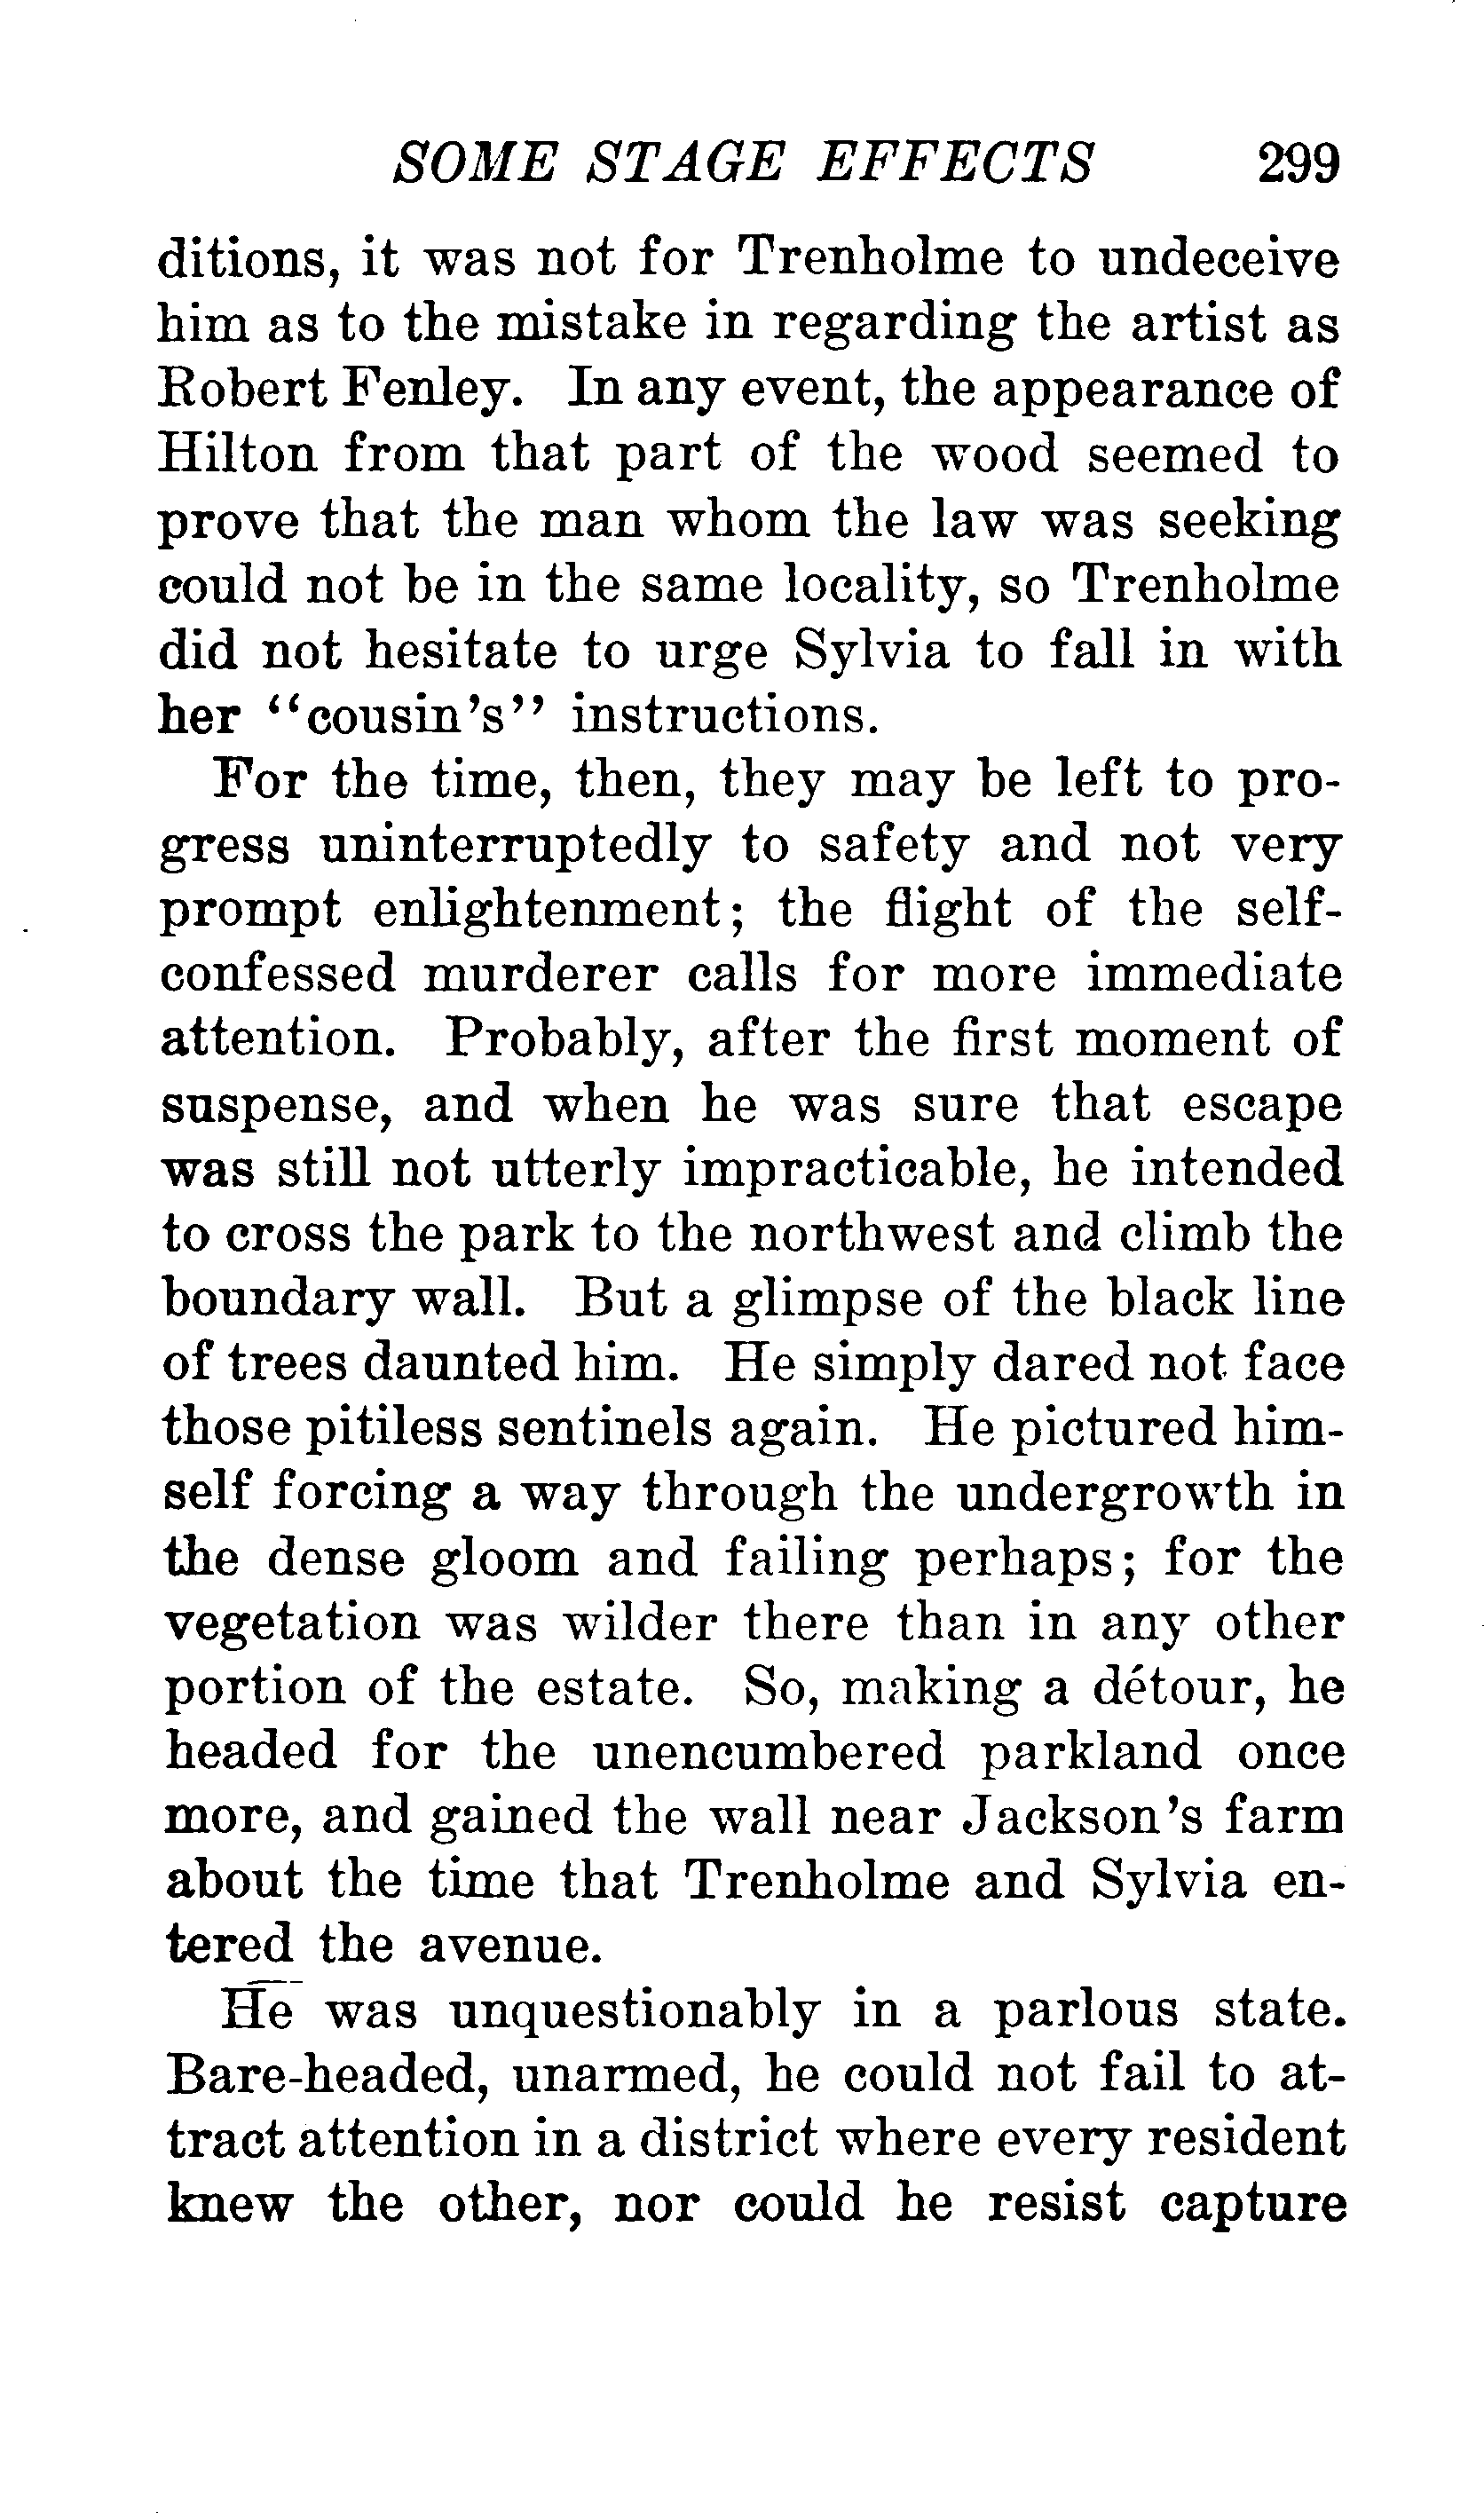 SOME STAGE EFFECTS 299
ditions, it was not for Trenholme to undeceive
him as to the mistake in regarding the artist as
Robert Fenley. In any event, the appearance of
Hilton from that part of the wood seemed to
prove that the man whom the law was seeking
could not be in the same locality, so Trenholme
did not hesitate to urge Sylvia to fall in with
her "cousin's" instructions.
For the time, then, they may be left to pro-
gress uninterruptedly to safety and not very
prompt enlightenment; the flight of the self-
confessed murderer calls for more immediate
attention. Probably, after the first moment of
suspense, and when he was sure that escape
was still not utterly impracticable, he intended
to cross the park to the northwest and climb the
boundary wall. But a glimpse of the black line
of trees daunted him. He simply dared not face
those pitiless sentinels again. He pictured him-
self forcing a way through the undergrowth in
the dense gloom and failing perhaps; for the
vegetation was wilder there than in any other
portion of the estate. So, making a détour, he
headed for the unencumbered parkland once
more, and gained the wall near Jackson's farm
about the time that Trenholme and Sylvia en-
tered the avenue.
He was unquestionably in a parlous state.
Bare-headed, unarmed, he could not fail to at-
tract attention in a district where every resident
knew the other, nor could he resist capture